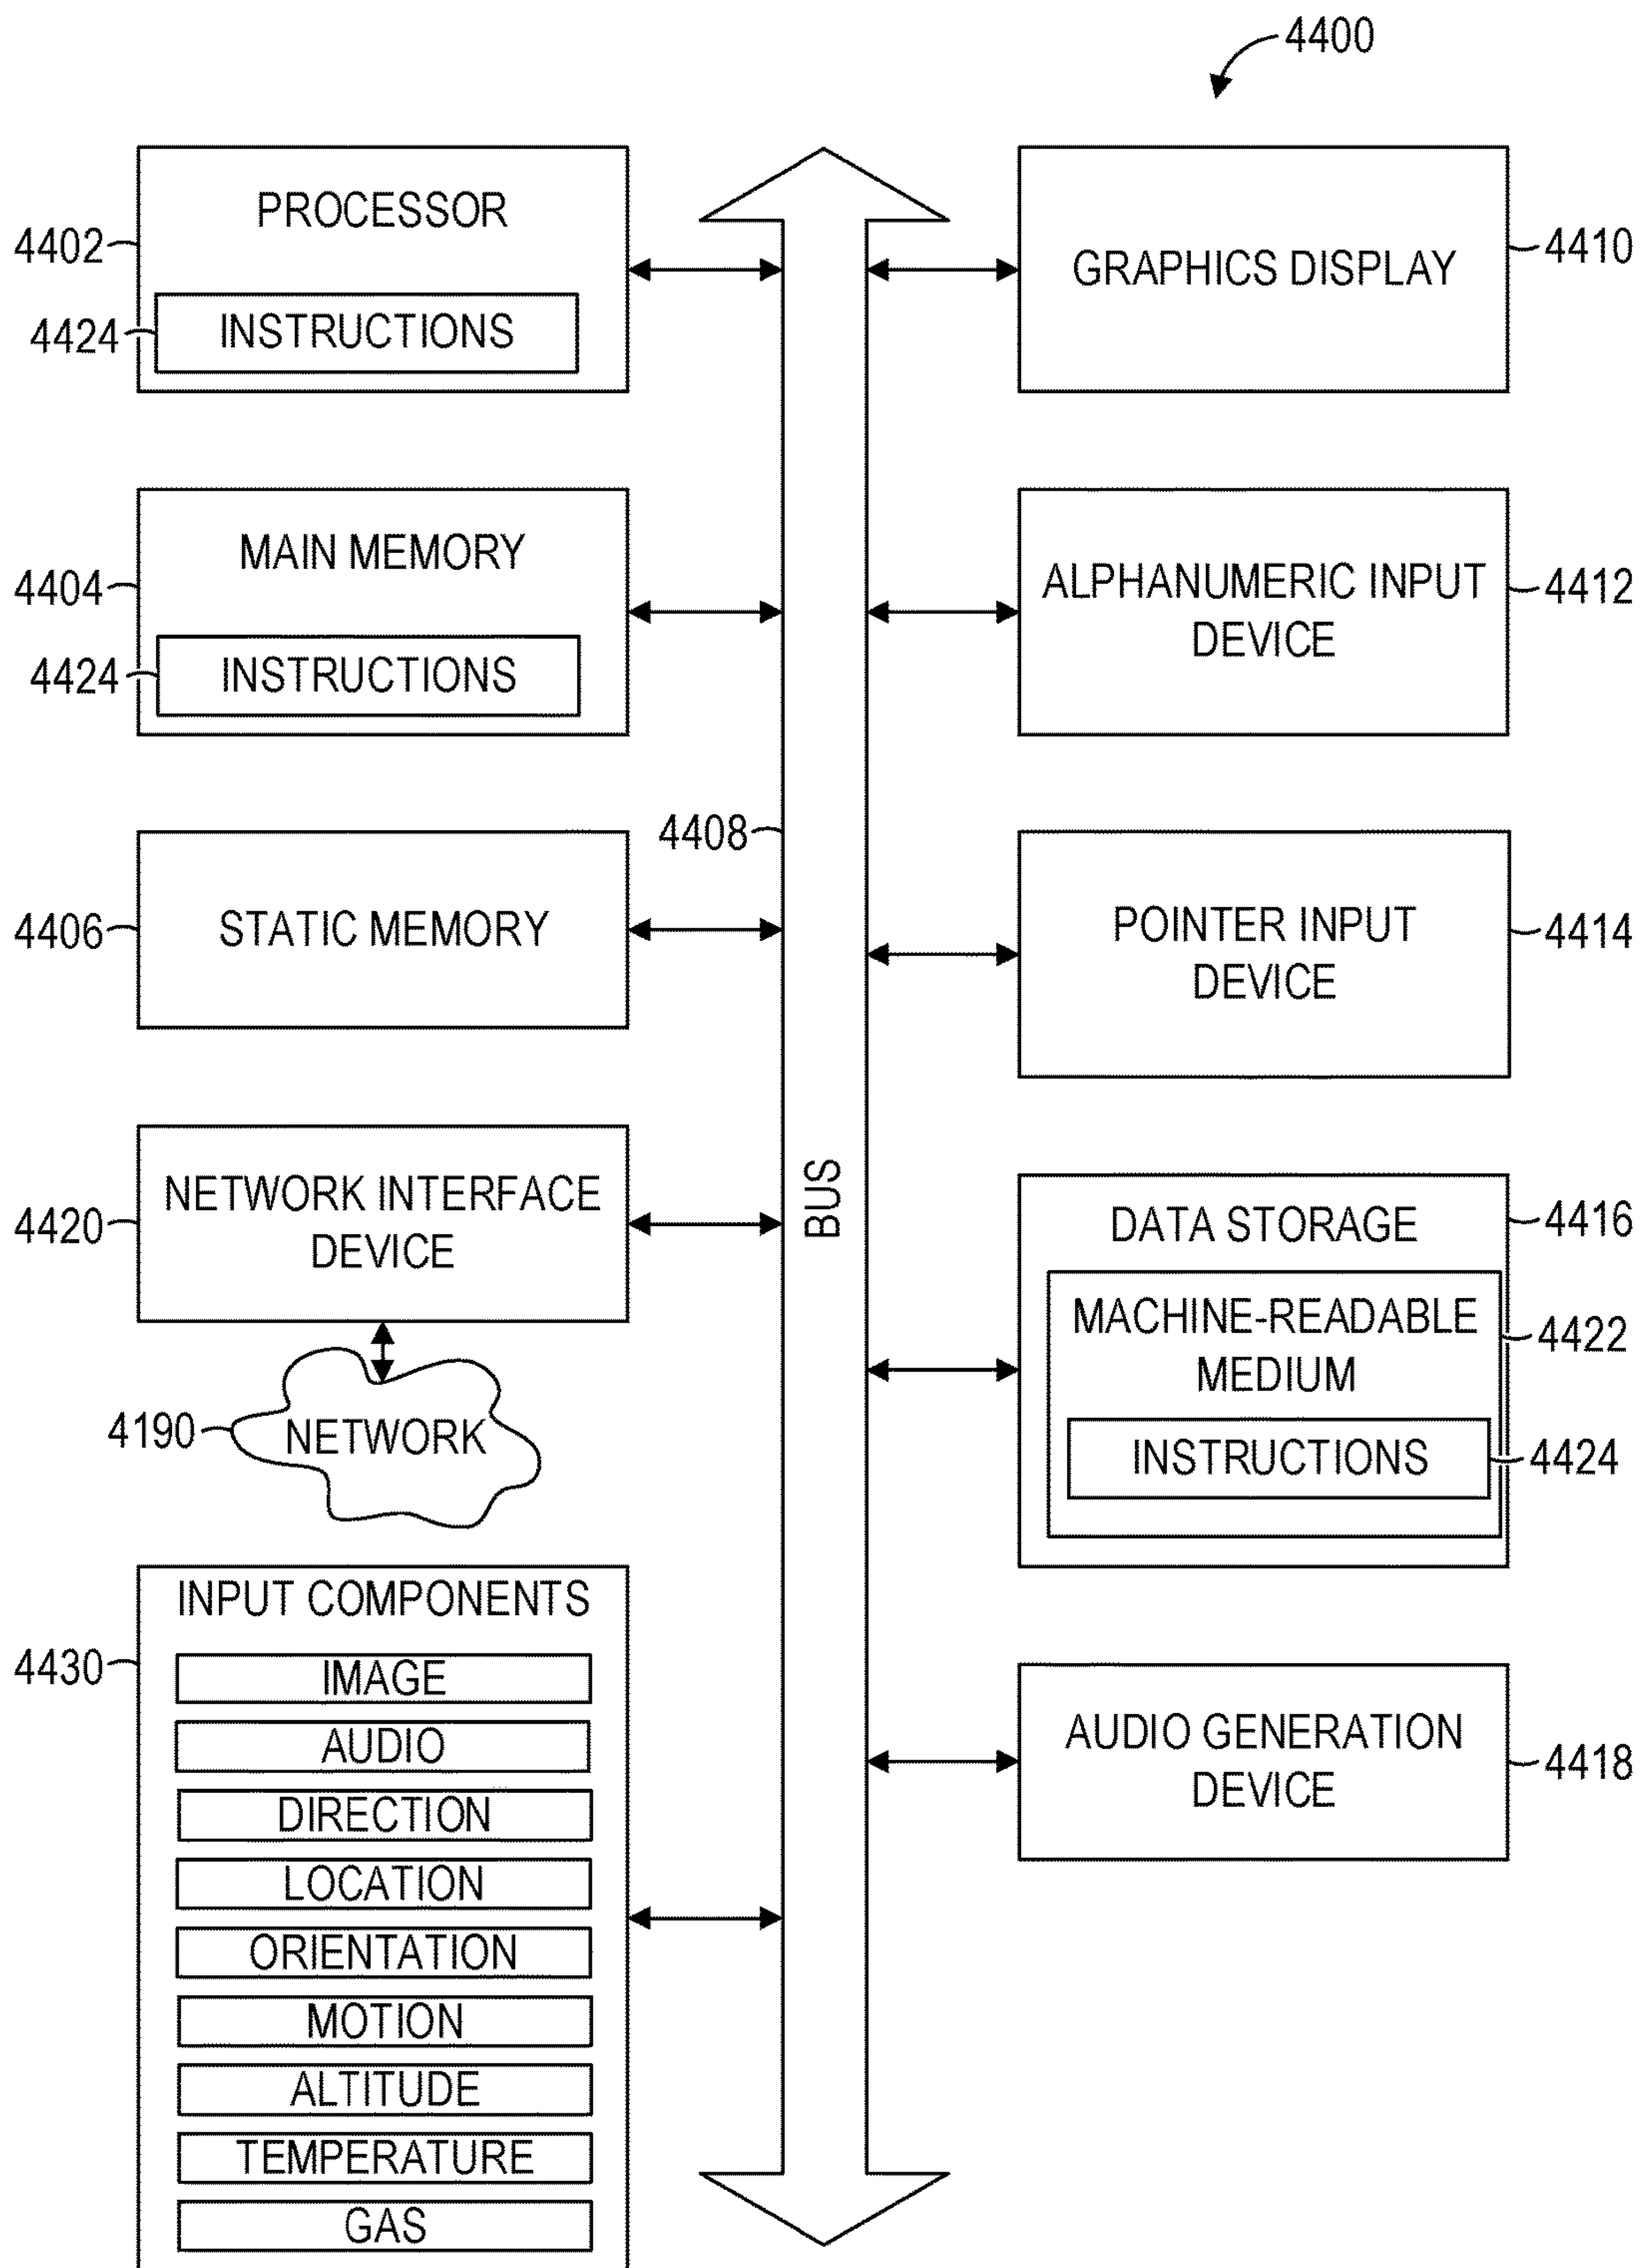 4400
PROCESSOR
4402
4424
INSTRUCTIONS
MAIN MEMORY
4404
4424
INSTRUCTIONS
4406
STATIC MEMORY
4420
NETWORK INTERFACE
DEVICE
4190
NETWORK
INPUT COMPONENTS
4430
IMAGE
AUDIO
DIRECTION
LOCATION
ORIENTATION
MOTION
ALTITUDE
TEMPERATURE
GAS
4408
BUS
GRAPHICS DISPLAY
4410
ALPHANUMERIC INPUT
DEVICE
4412
POINTER INPUT
DEVICE
4414
DATA STORAGE
4416
MACHINE-READABLE
MEDIUM
4422
INSTRUCTIONS
4424
AUDIO GENERATION
DEVICE
4418